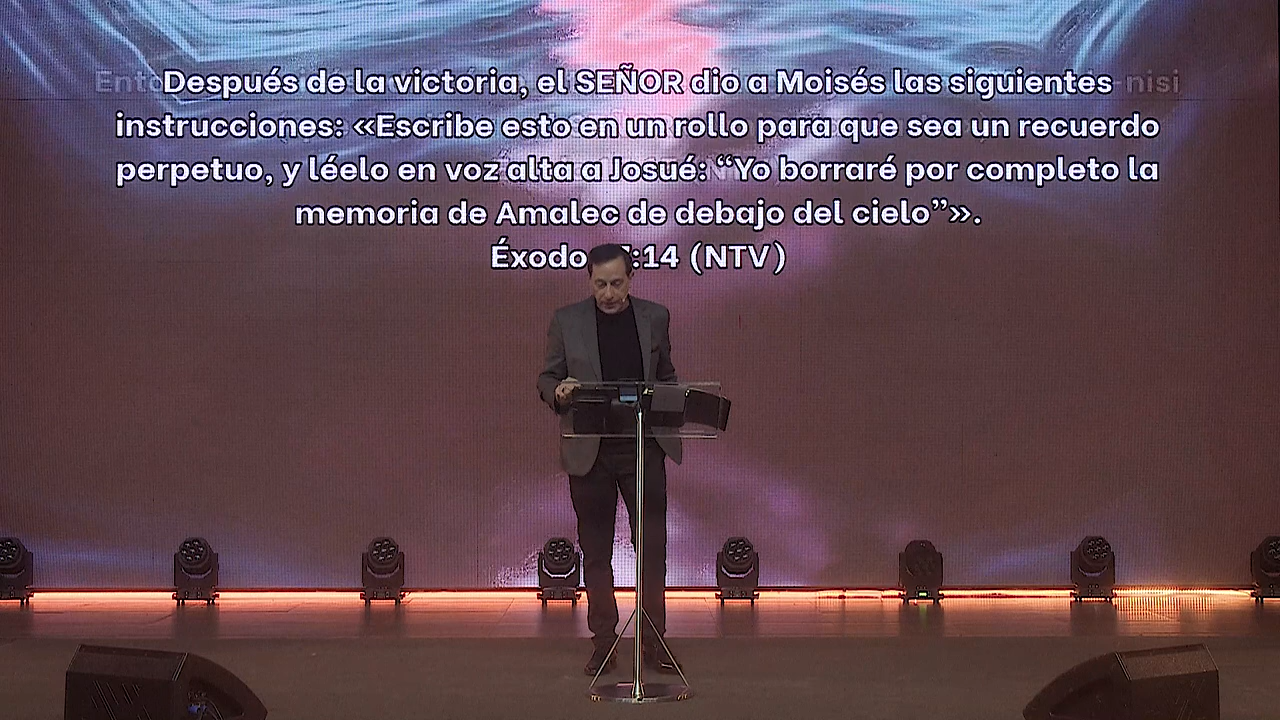 Después de la victoria, el SEÑOR dio a Moisés las siguientes
instrucciones: «Escribe esto en un rollo para que sea un recuerdo
perpetuo, y léelo en voz alta a Josué: “Yo borraré por completo la
memoria de Amalec de debajo del cielo”».
Éxodo :14 (NTV)